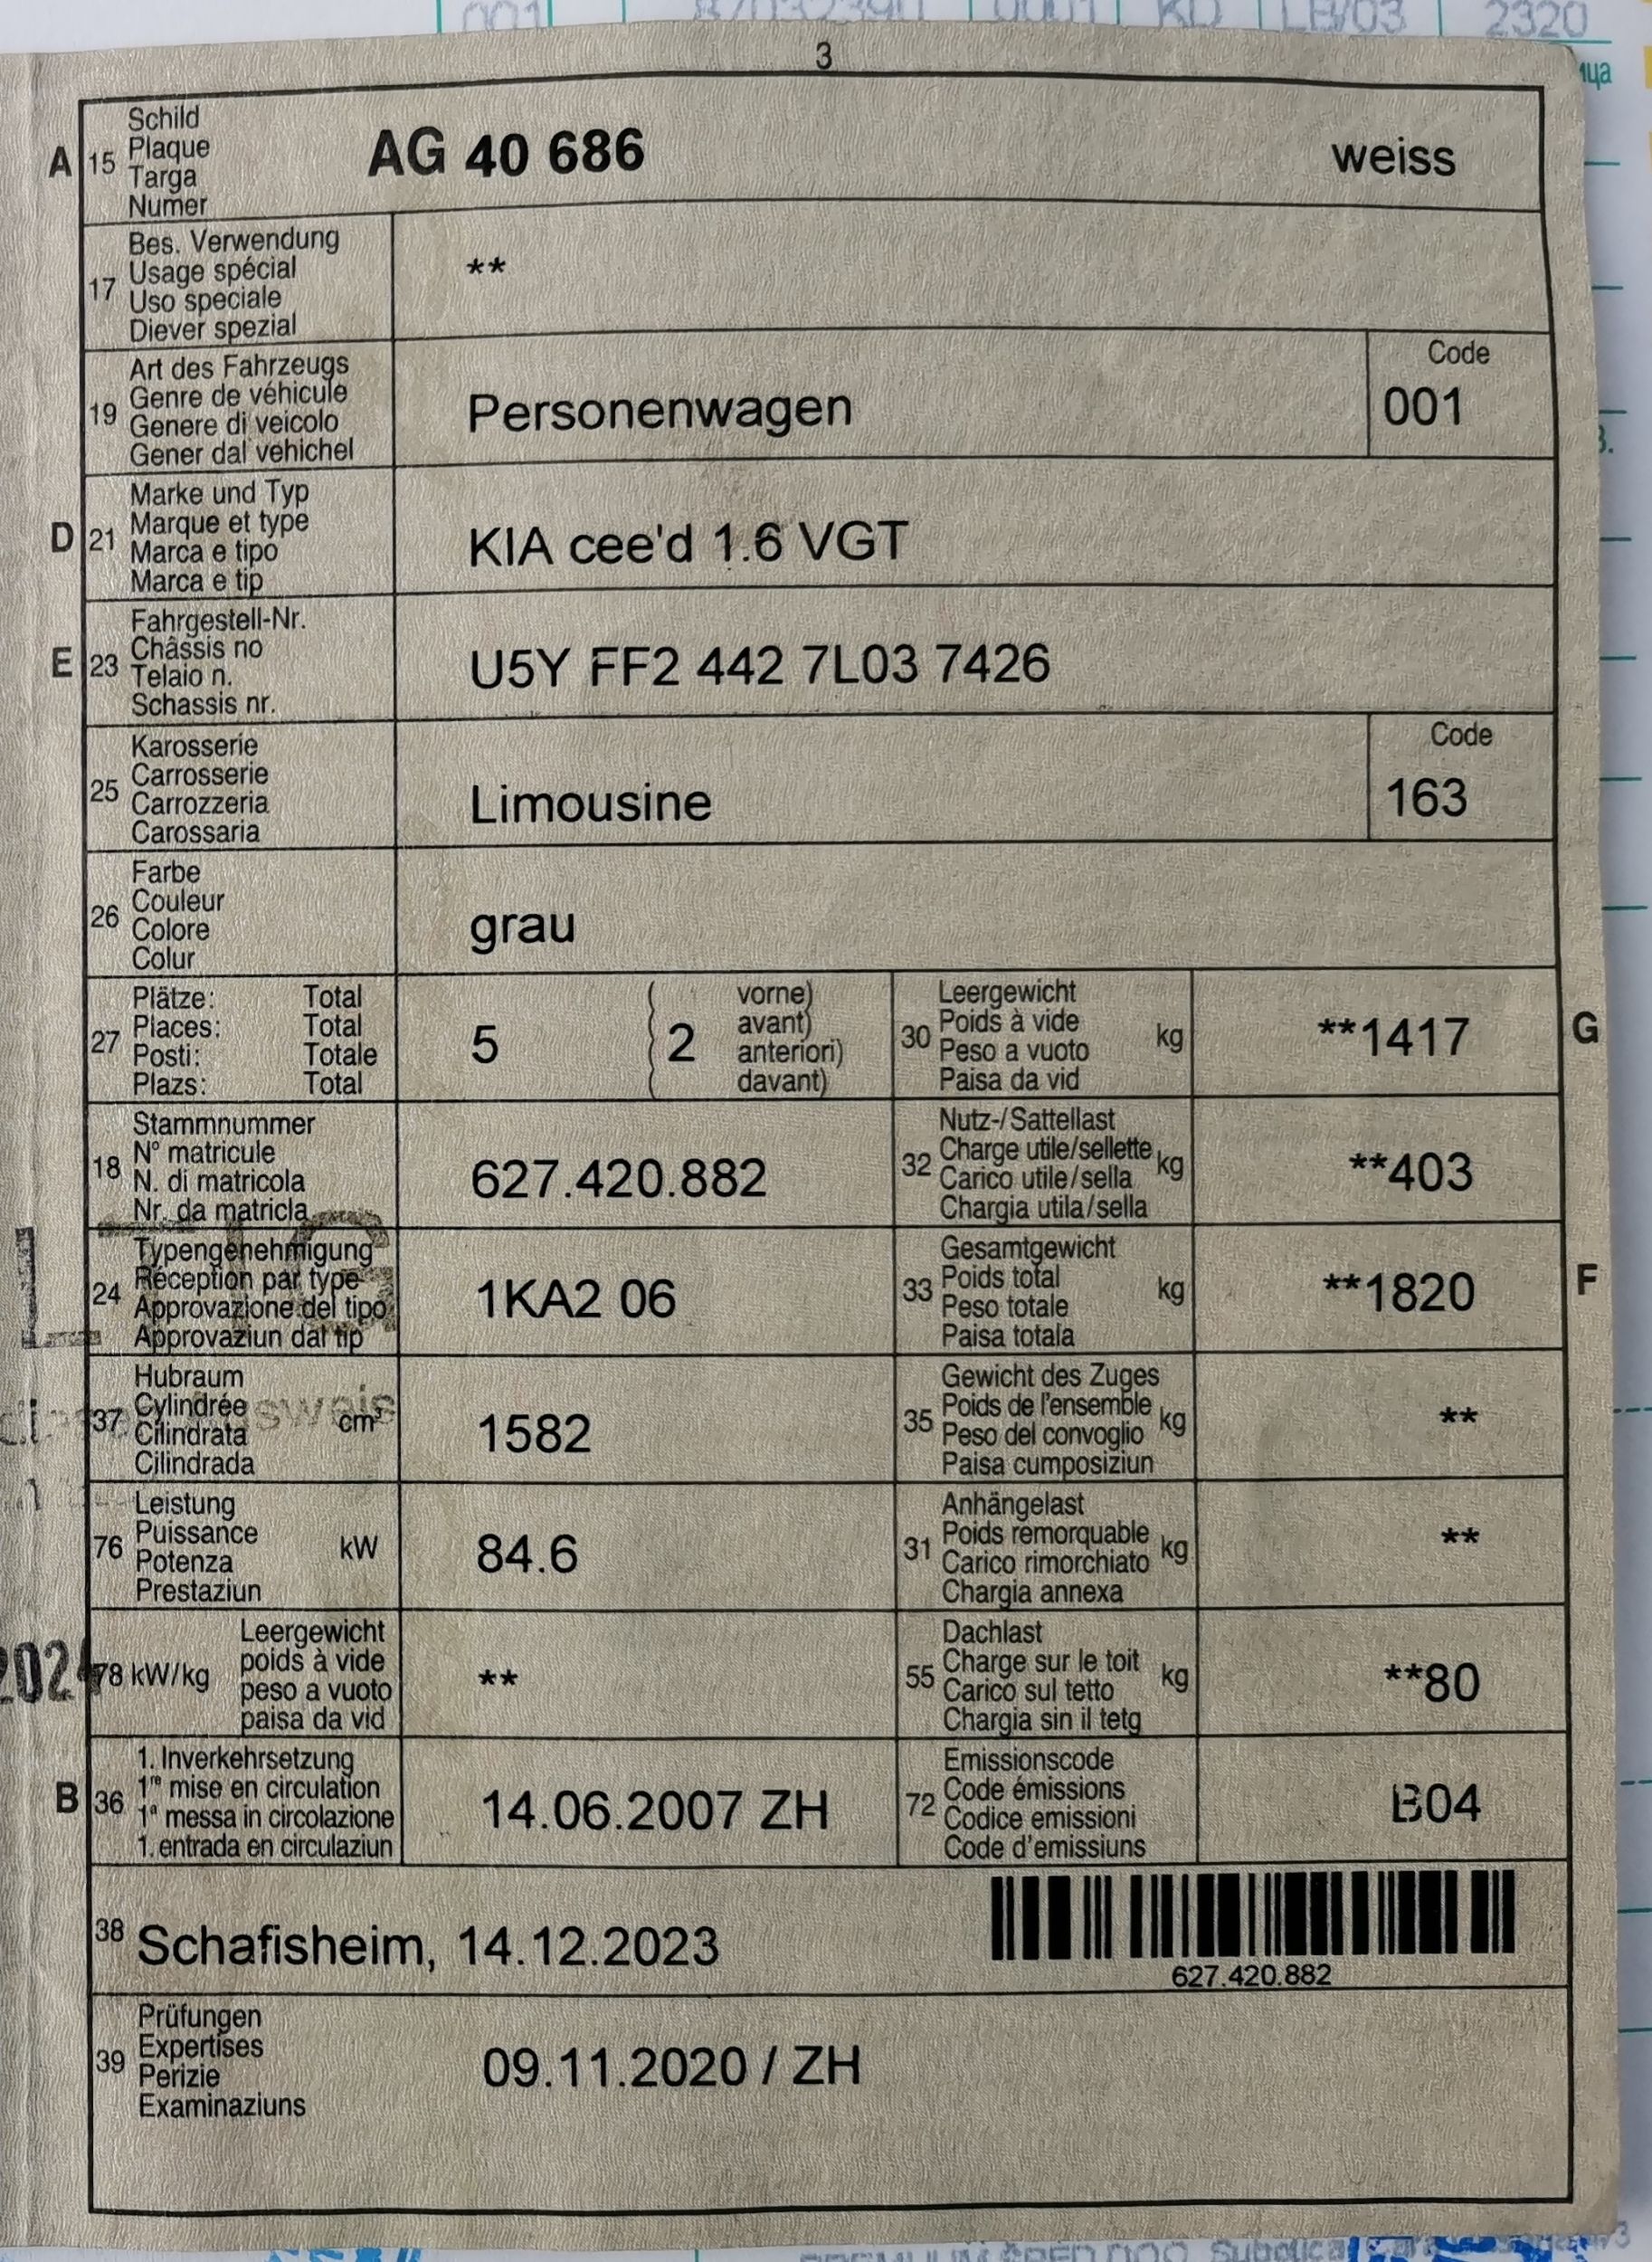 001 B7032390 0001 KD LB/03 2320
3
A 15 Schild
Plaque
Targa
Numer
AG 40 686 weiss
17 Bes. Verwendung
Usage spécial
Uso speciale
Diever spezial
**
19 Art des Fahrzeugs
Genre de véhicule
Genere di veicolo
Gener dal vehichel
Personenwagen
Code
001
D 21 Marke und Typ
Marque et type
Marca e tipo
Marca e tip
KIA cee'd 1.6 VGT
E 23 Fahrgestell-Nr.
Châssis no
Telaio n.
Schassis nr.
U5Y FF2 442 7L03 7426
25 Karosserie
Carrosserie
Carrozzeria
Carossaria
Limousine
Code
163
26 Farbe
Couleur
Colore
Colur
grau
27 Plätze: Total
Places: Total
Posti: Totale
Plazs: Total
5 ( 2 vorne)
avant)
anteriori)
davant)
30 Leergewicht
Poids à vide
Peso a vuoto
Paisa da vid
kg **1417 G
18 Stammnummer
N° matricule
N. di matricola
Nr. da matricla
627.420.882
32 Nutz-/Sattellast
Charge utile/sellette
Carico utile/sella
Chargia utila/sella
kg **403
24 Typengenehmigung
Réception par type
Approvazione del tipo
Approvaziun dal tip
1KA2 06
33 Gesamtgewicht
Poids total
Peso totale
Paisa totala
kg **1820 F
37 Hubraum
Cylindrée
Cilindrata
Cilindrada
cm³ 1582
35 Gewicht des Zuges
Poids de l'ensemble
Peso del convoglio
Paisa cumposiziun
kg **
76 Leistung
Puissance
Potenza
Prestaziun
kW 84.6
31 Anhängelast
Poids remorquable
Carico rimorchiato
Chargia annexa
kg **
78 kW/kg Leergewicht
poids à vide
peso a vuoto
paisa da vid
**
55 Dachlast
Charge sur le toit
Carico sul tetto
Chargia sin il tetg
kg **80
B 36 1. Inverkehrsetzung
1re mise en circulation
1a messa in circolazione
1. entrada en circulaziun
14.06.2007 ZH
72 Emissionscode
Code émissions
Codice emissioni
Code d'emissiuns
B04
38 Schafisheim, 14.12.2023
627.420.882
39 Prüfungen
Expertises
Perizie
Examinaziuns
09.11.2020 / ZH